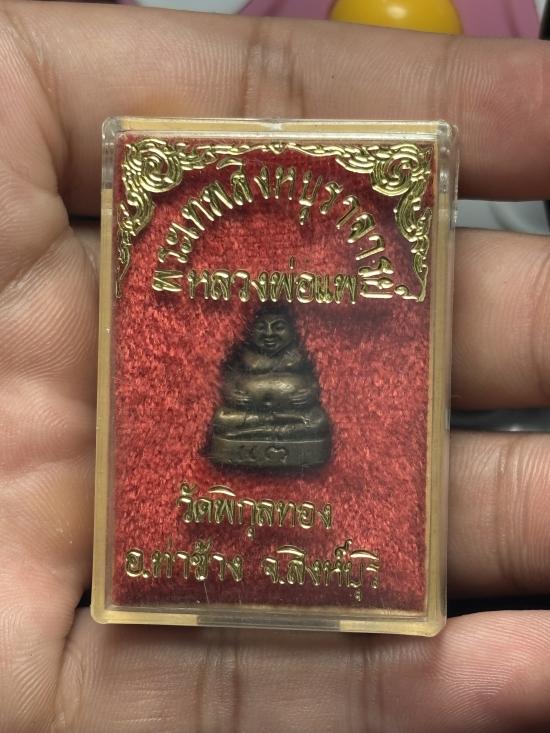 พระเทพสิงหบุราจารย์
หลวงพ่อแพ
พ๓
วัดพิกุลทอง
อ.ท่าช้าง จ.สิงห์บุรี